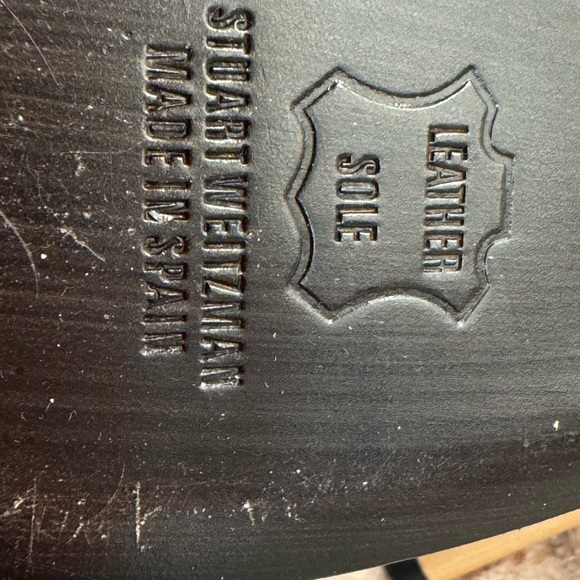 LEATHER
SOLE
STUART WEITZMAN
MADE IN SPAIN